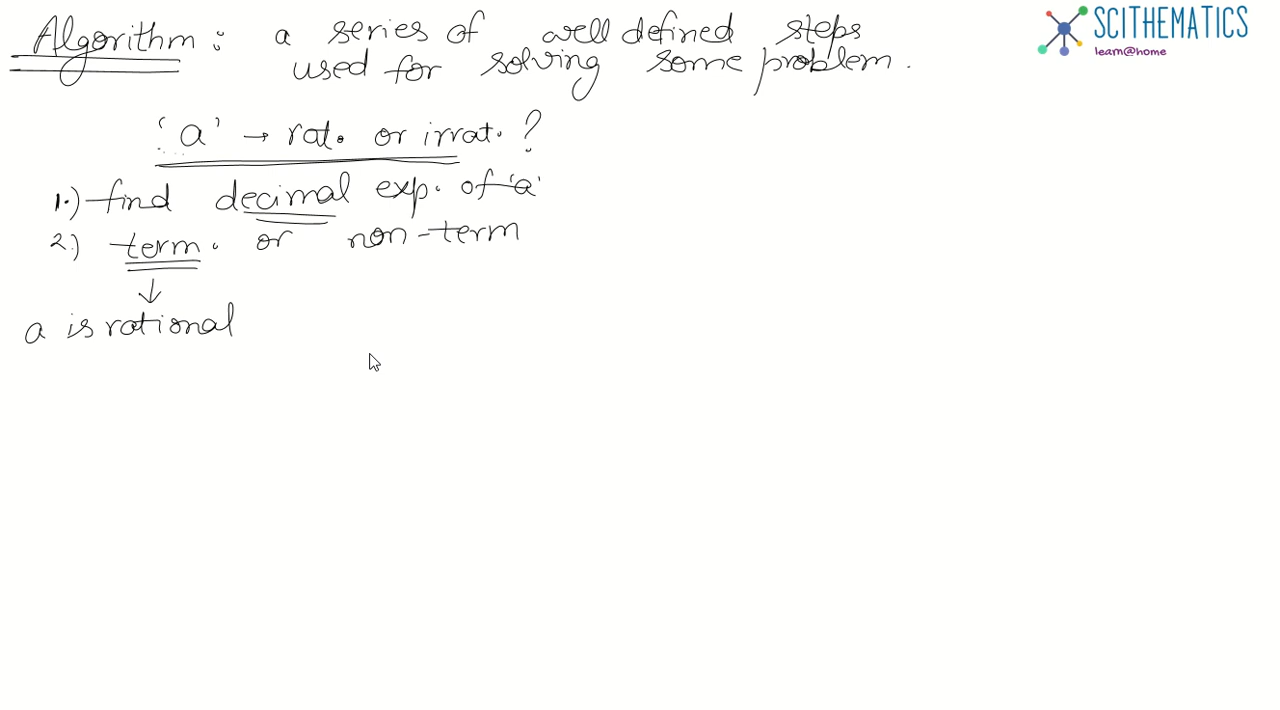 Algorithm: a series of well defined steps
used for solving some problem.
SCITHEMATICS
learn@home
'a' → rat. or irrat. ?
1.) find decimal exp. of 'a'
2.) term. or non-term
↓
a is rational